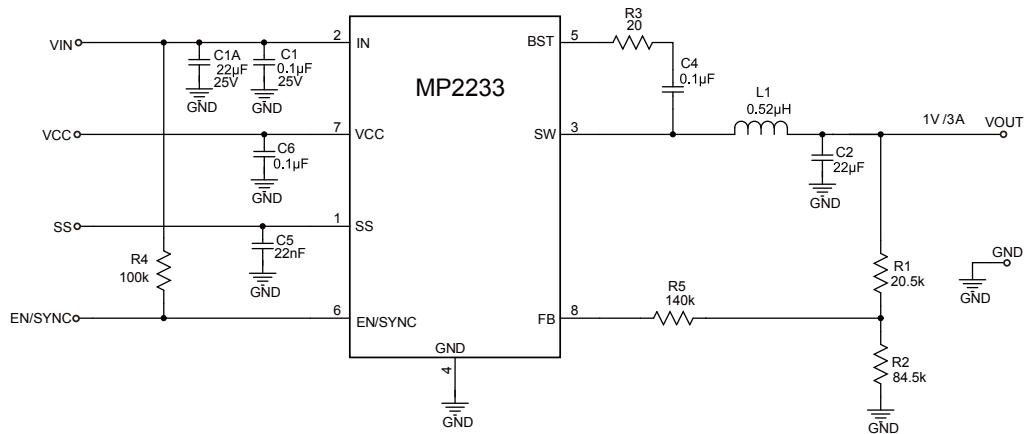 VIN
C1A
22µF
25V
GND
C1
0.1µF
25V
GND
2
IN
VCC
C6
0.1µF
GND
7
VCC
SS
C5
22nF
GND
1
SS
R4
100k
EN/SYNC
6
EN/SYNC
MP2233
GND
4
GND
BST
5
R3
20
C4
0.1µF
SW
3
L1
0.52µH
C2
22µF
GND
1V /3A
VOUT
GND
GND
R1
20.5k
FB
8
R5
140k
R2
84.5k
GND